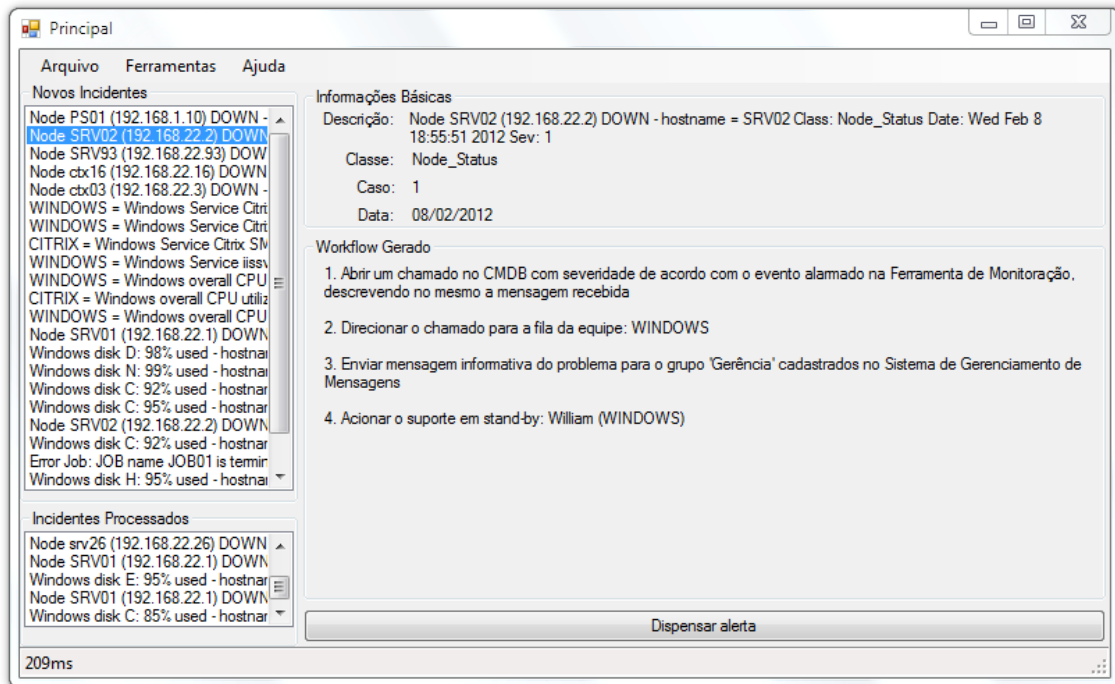 Principal
Arquivo Ferramentas Ajuda
Novos Incidentes
Node PS01 (192.168.1.10) DOWN -
Node SRV02 (192.168.22.2) DOWN
Node SRV93 (192.168.22.93) DOW
Node ctx16 (192.168.22.16) DOWN
Node ctx03 (192.168.22.3) DOWN -
WINDOWS = Windows Service Citri
WINDOWS = Windows Service Citri
CITRIX = Windows Service Citrix SM
WINDOWS = Windows Service iissv
WINDOWS = Windows overall CPU
CITRIX = Windows overall CPU utiliz
WINDOWS = Windows overall CPU
Node SRV01 (192.168.22.1) DOWN
Windows disk D: 98% used - hostnar
Windows disk N: 99% used - hostnar
Windows disk C: 92% used - hostnar
Windows disk C: 95% used - hostnar
Node SRV02 (192.168.22.2) DOWN
Windows disk C: 92% used - hostnar
Error Job: JOB name JOB01 is termin
Windows disk H: 95% used - hostnar
Incidentes Processados
Node srv26 (192.168.22.26) DOWN
Node SRV01 (192.168.22.1) DOWN
Windows disk E: 95% used - hostnar
Node SRV01 (192.168.22.1) DOWN
Windows disk C: 85% used - hostnar
Informações Básicas
Descrição: Node SRV02 (192.168.22.2) DOWN - hostname = SRV02 Class: Node_Status Date: Wed Feb 8
18:55:51 2012 Sev: 1
Classe: Node_Status
Caso: 1
Data: 08/02/2012
Workflow Gerado
1. Abrir um chamado no CMDB com severidade de acordo com o evento alarmado na Ferramenta de Monitoração,
descrevendo no mesmo a mensagem recebida
2. Direcionar o chamado para a fila da equipe: WINDOWS
3. Enviar mensagem informativa do problema para o grupo 'Gerência' cadastrados no Sistema de Gerenciamento de
Mensagens
4. Acionar o suporte em stand-by: William (WINDOWS)
Dispensar alerta
209ms